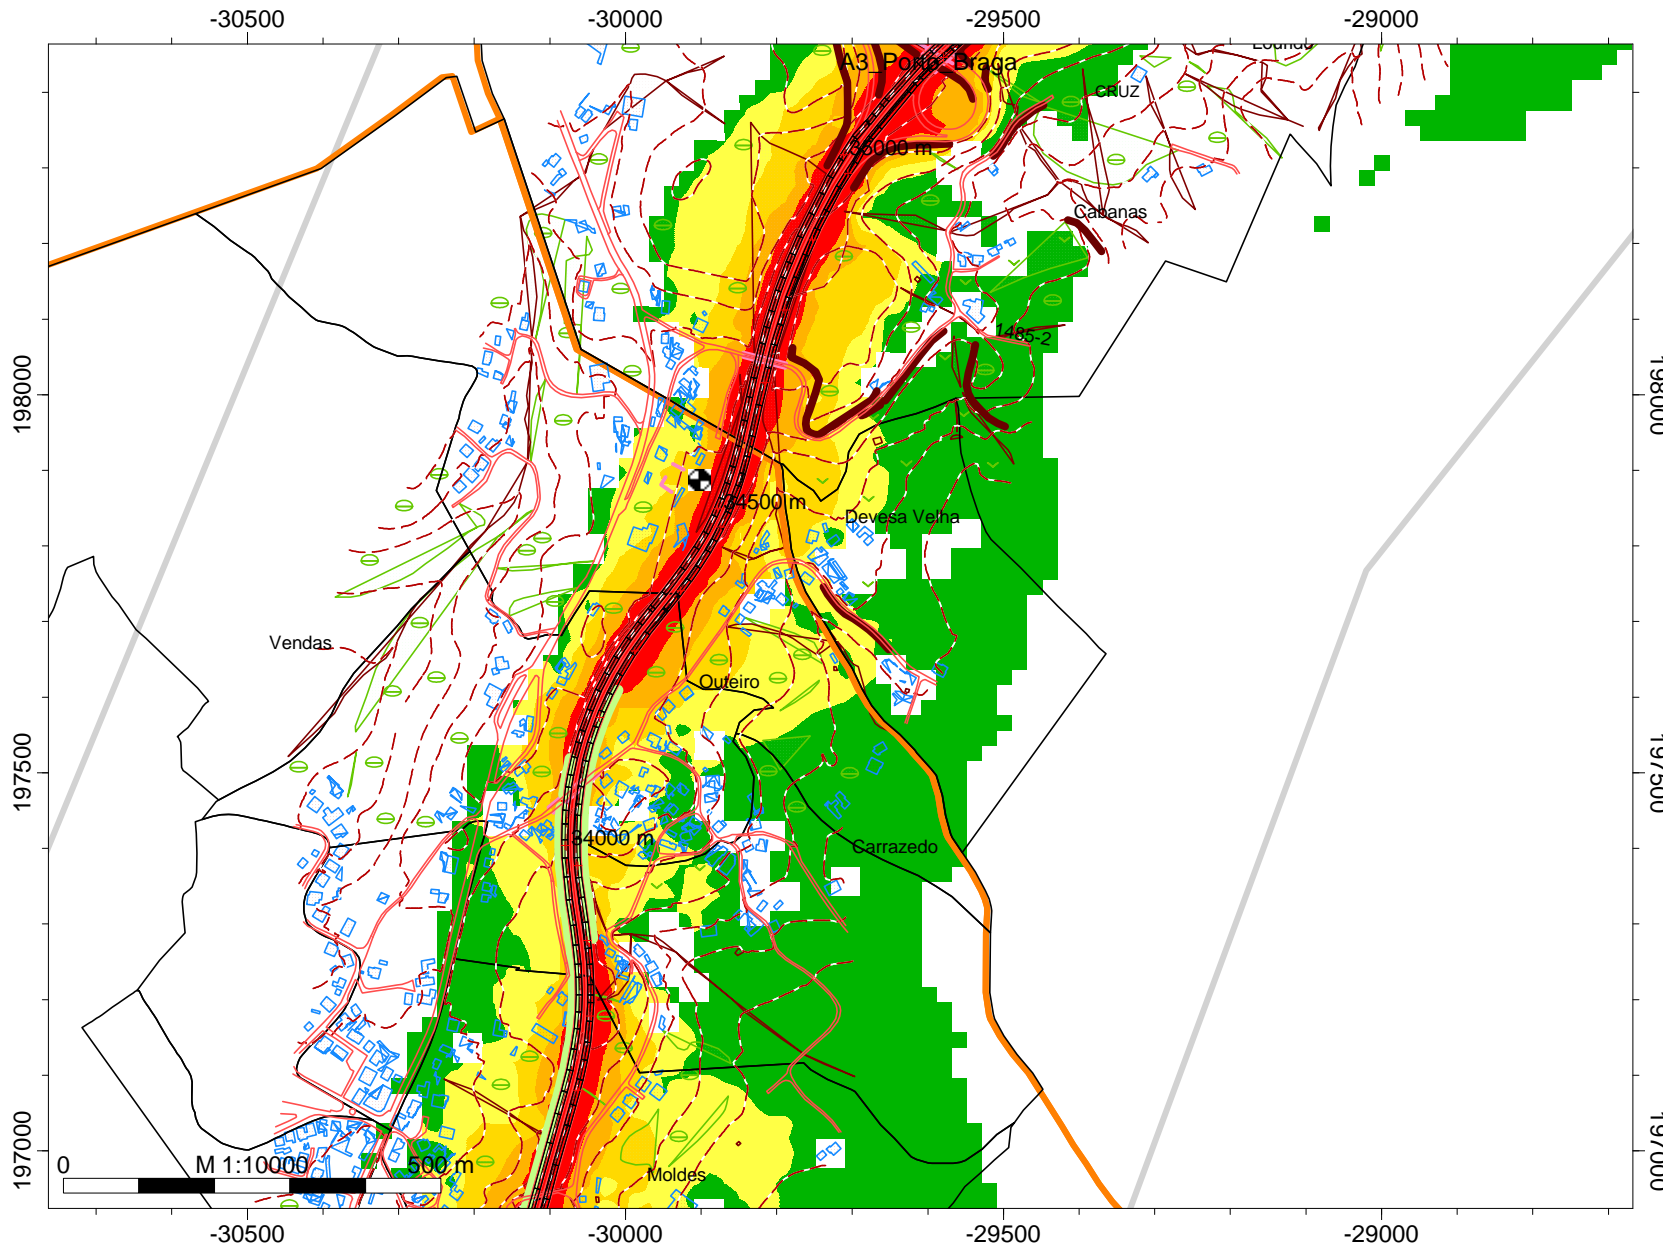 -30500 -30000 -29500 -29000
A3_Porto_Braga
CRUZ
35000 m
Cabanas
1485-2
198000 198000
34500 m
Devesa Velha
Vendas
Outeiro
197500 197500
34000 m
Carrazedo
197000 197000
0 M 1:10000 500 m
Moldes
-30500 -30000 -29500 -29000